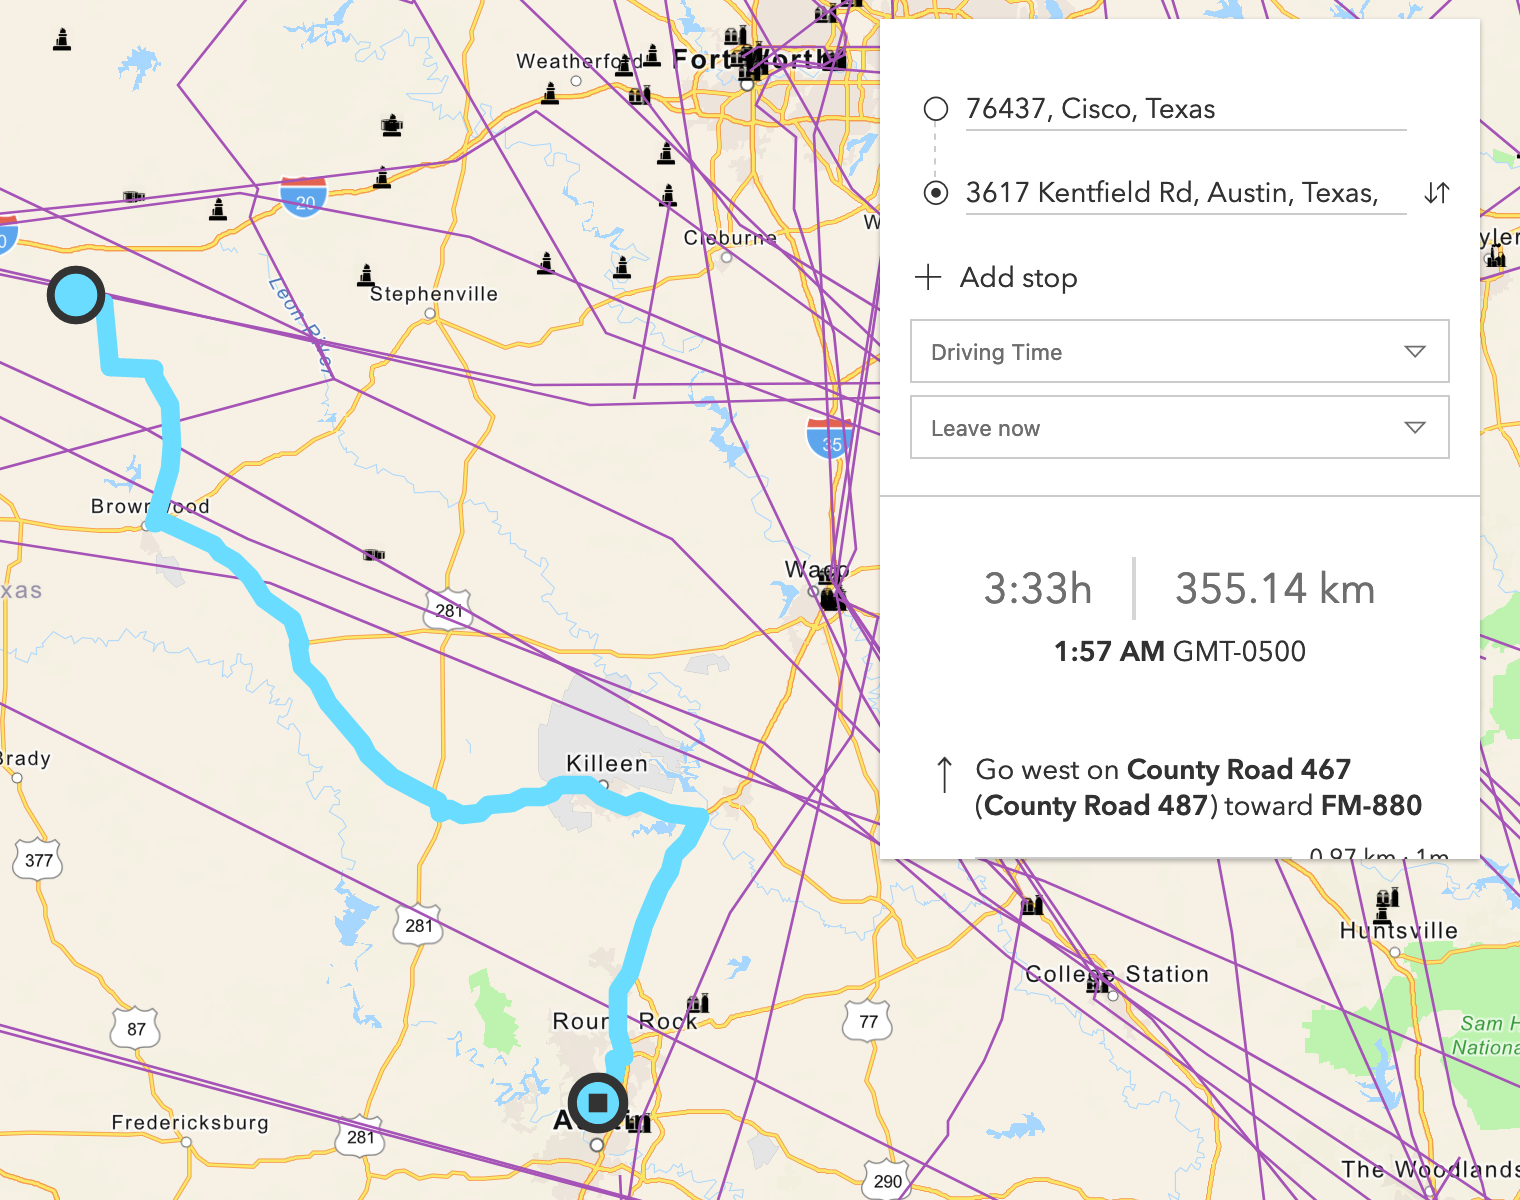 Weatherford
Fort Worth
20
Cleburne
W
Stephenville
Leon River
35
Brownwood
xas
281
Waco
Killeen
Brady
377
281
87
Round Rock
77
College Station
Huntsville
Sam H
Nationa
Fredericksburg
281
Austin
290
The Woodlands
yler
0
76437, Cisco, Texas
3617 Kentfield Rd, Austin, Texas,
Add stop
Driving Time
Leave now
3:33h
355.14 km
1:57 AM GMT-0500
Go west on County Road 467
(County Road 487) toward FM-880
0.97 km · 1m